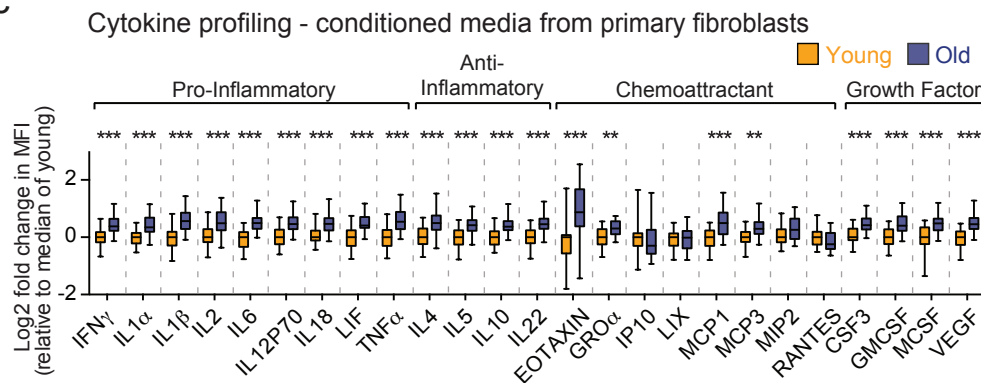 Cytokine profiling - conditioned media from primary fibroblasts
Young Old
Anti-
Pro-Inflammatory Inflammatory Chemoattractant Growth Factor
*** *** *** *** *** *** *** *** *** *** *** *** *** *** ** *** ** *** *** *** ***
Log2 fold change in MFI
(relative to median of young)
2
0
-2
IFNγ IL1α IL1β IL2 IL6 IL12P70 IL18 LIF TNFα IL4 IL5 IL10 IL22 EOTAXIN GROα IP10 LIX MCP1 MCP3 MIP2 RANTES CSF3 GMCSF MCSF VEGF